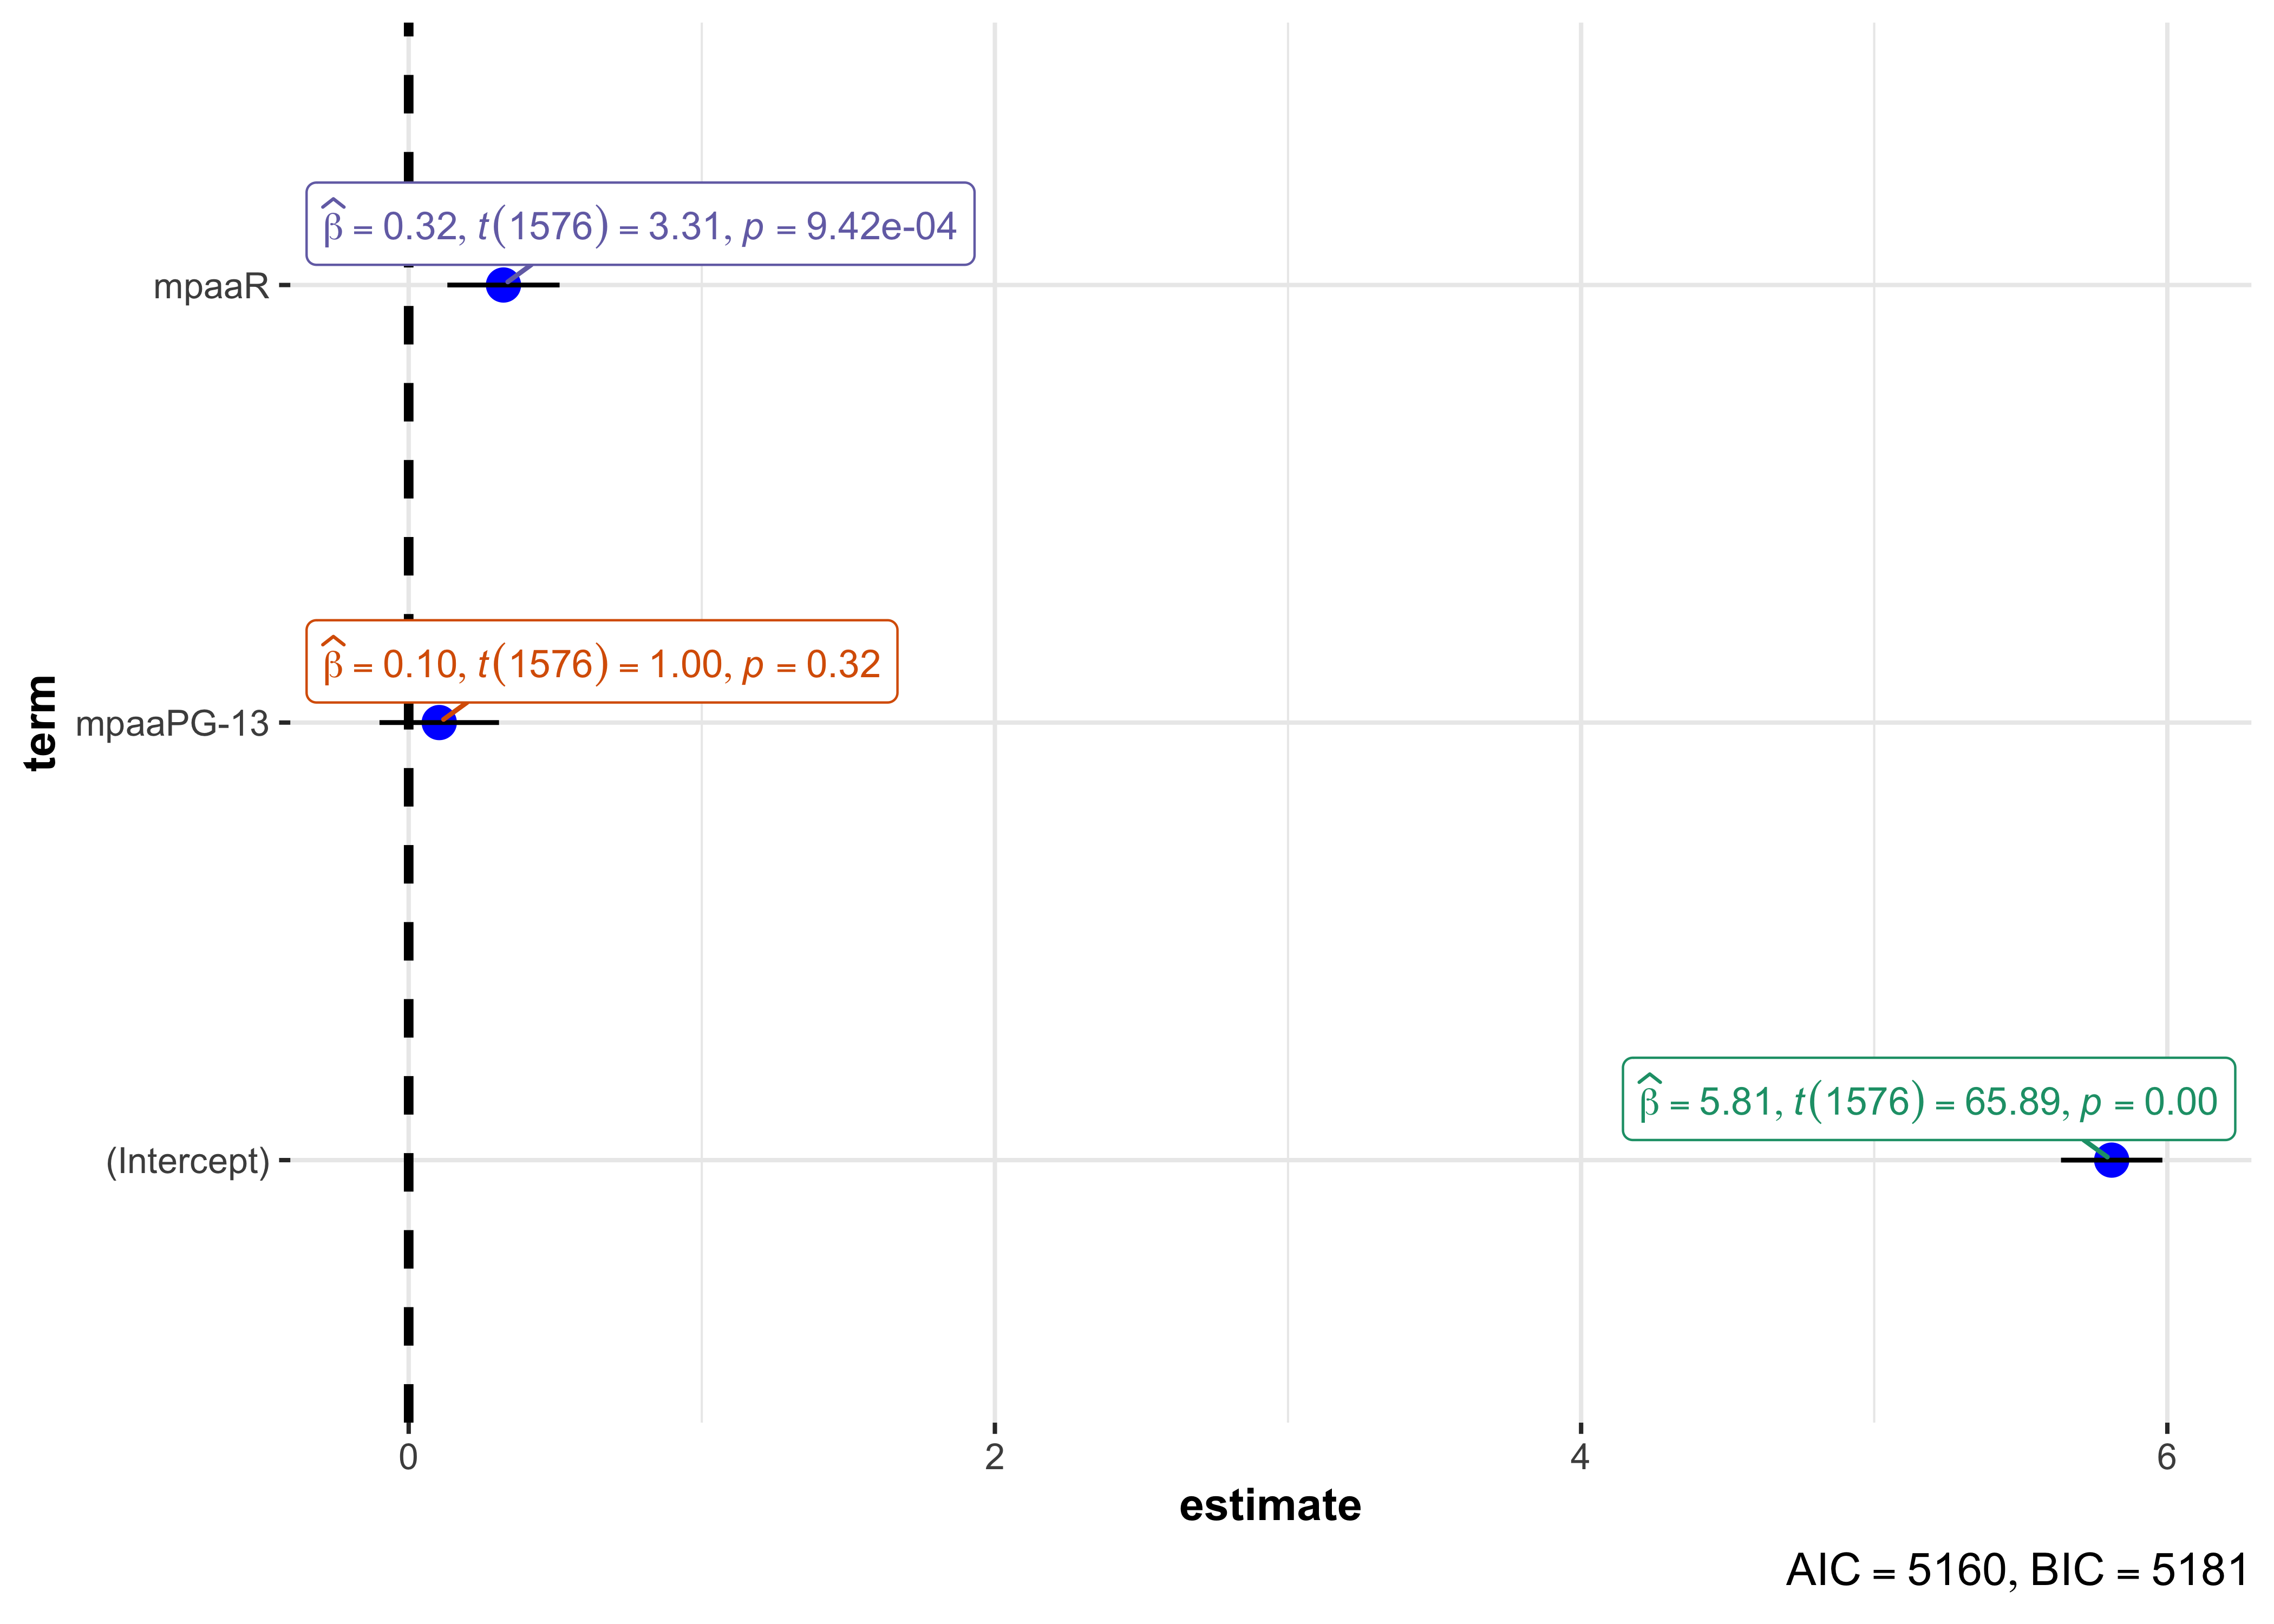 β̂ = 0.32, t(1576) = 3.31, p = 9.42e-04
mpaaR
β̂ = 0.10, t(1576) = 1.00, p = 0.32
mpaaPG-13
term
β̂ = 5.81, t(1576) = 65.89, p = 0.00
(Intercept)
0 2 4 6
estimate
AIC = 5160, BIC = 5181